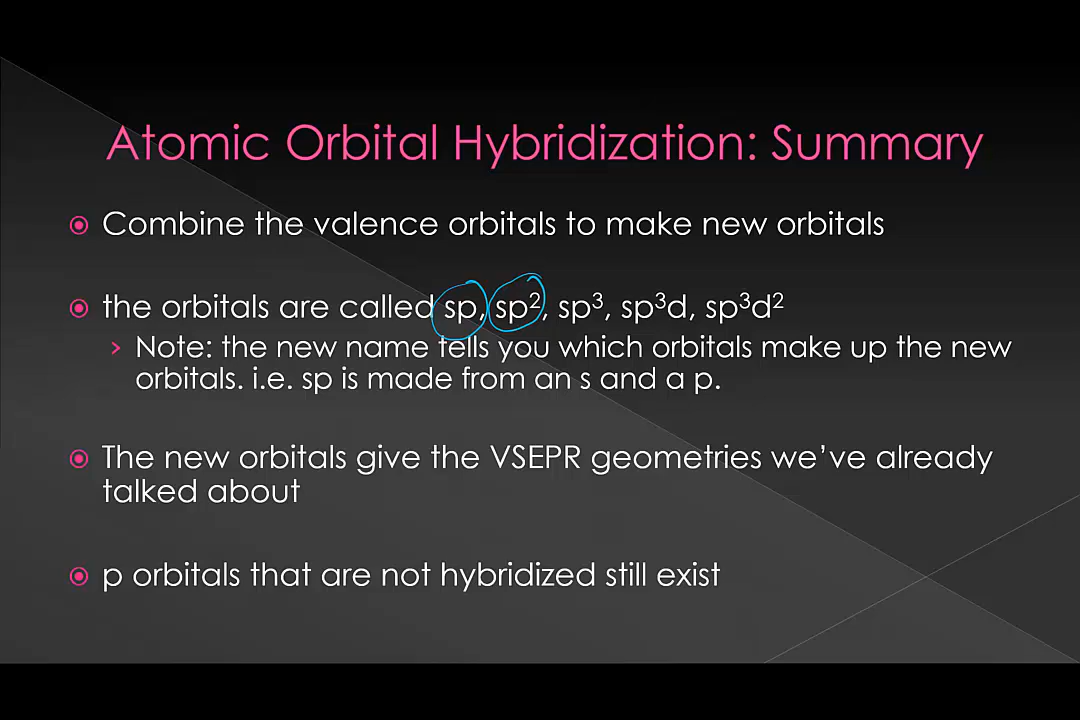 Atomic Orbital Hybridization: Summary
Combine the valence orbitals to make new orbitals
the orbitals are called sp, sp², sp³, sp³d, sp³d²
Note: the new name tells you which orbitals make up the new
orbitals. i.e. sp is made from an s and a p.
The new orbitals give the VSEPR geometries we’ve already
talked about
p orbitals that are not hybridized still exist